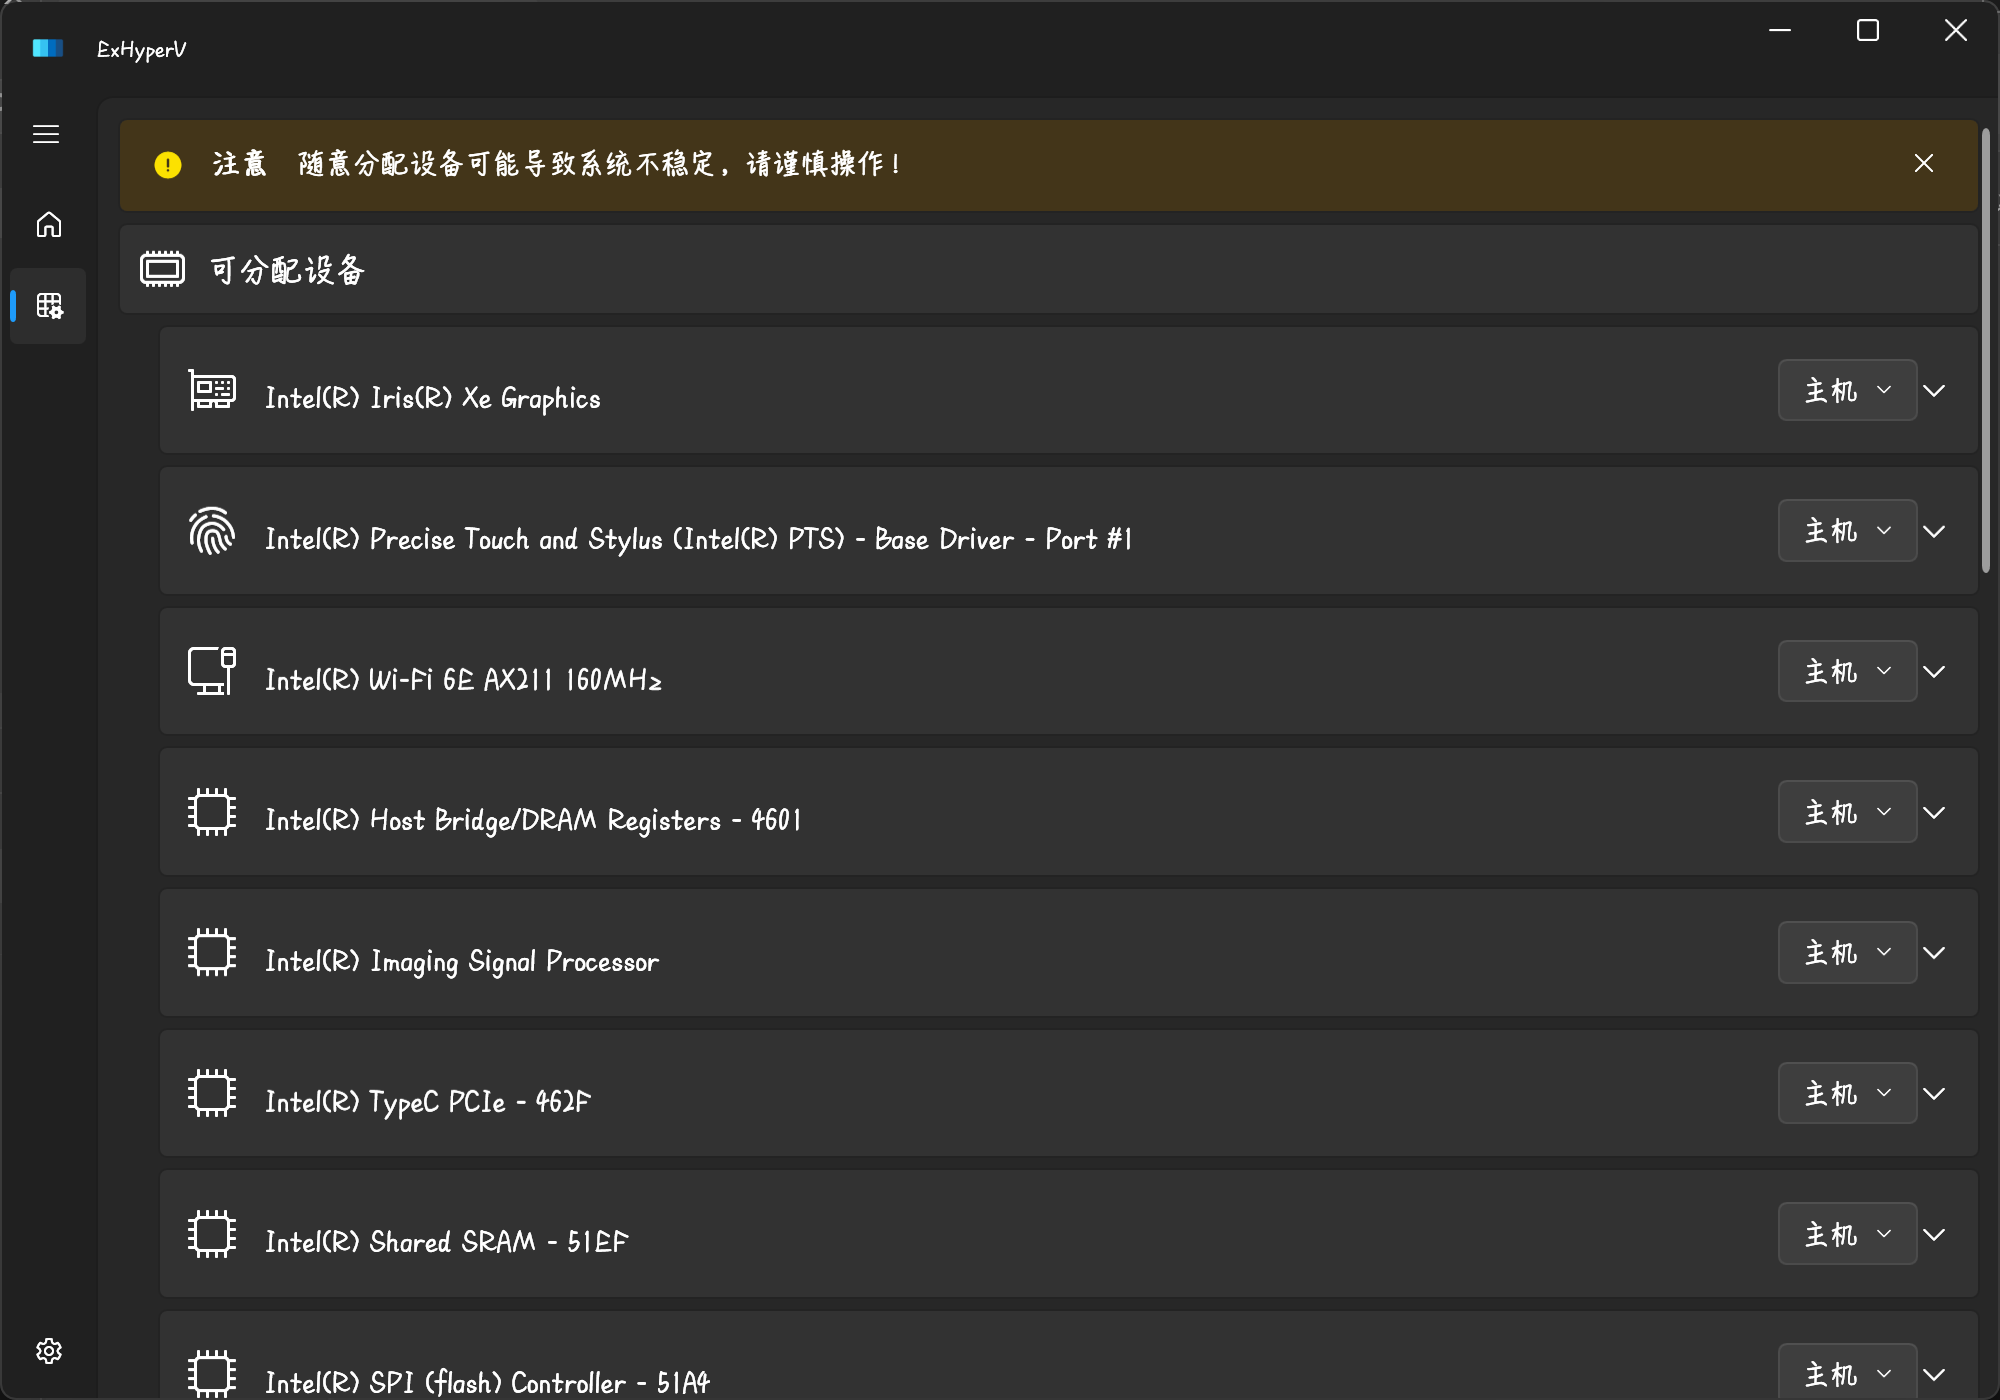 ExHyperV
注意 随意分配设备可能导致系统不稳定，请谨慎操作！
可分配设备
Intel(R) Iris(R) Xe Graphics 主机
Intel(R) Precise Touch and Stylus (Intel(R) PTS) - Base Driver - Port #1 主机
Intel(R) Wi-Fi 6E AX211 160MHz 主机
Intel(R) Host Bridge/DRAM Registers - 4601 主机
Intel(R) Imaging Signal Processor 主机
Intel(R) TypeC PCIe - 462F 主机
Intel(R) Shared SRAM - 51EF 主机
Intel(R) SPI (flash) Controller - 51A4 主机